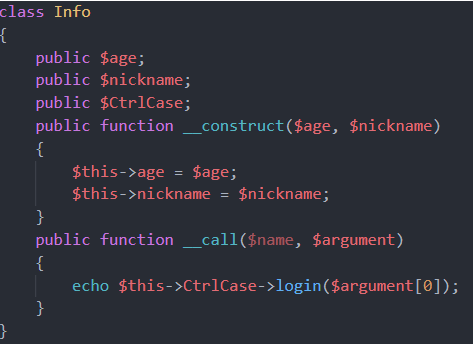 class Info
{
    public $age;
    public $nickname;
    public $CtrlCase;
    public function __construct($age, $nickname)
    {
        $this->age = $age;
        $this->nickname = $nickname;
    }
    public function __call($name, $argument)
    {
        echo $this->CtrlCase->login($argument[0]);
    }
}